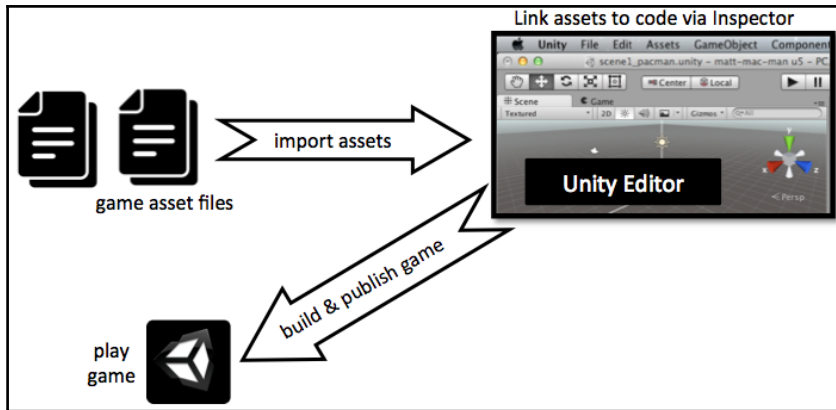 Link assets to code via Inspector
Unity File Edit Assets GameObject Component
scene1_pacman.unity - matt-mac-man u5 - PC,
Center Local
Scene Game
Textured 2D Gizmos All
y
x z
Persp
Unity Editor
import assets
game asset files
build & publish game
play
game